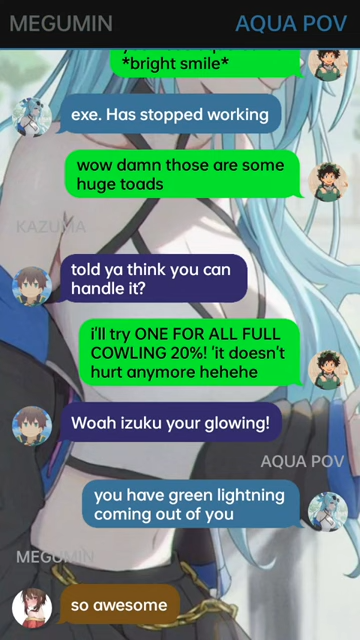 MEGUMIN
AQUA POV
*bright smile*
exe. Has stopped working
wow damn those are some
huge toads
KAZUMA
told ya think you can
handle it?
i'll try ONE FOR ALL FULL
COWLING 20%! 'it doesn't
hurt anymore hehehe
Woah izuku your glowing!
AQUA POV
you have green lightning
coming out of you
MEGUMIN
so awesome